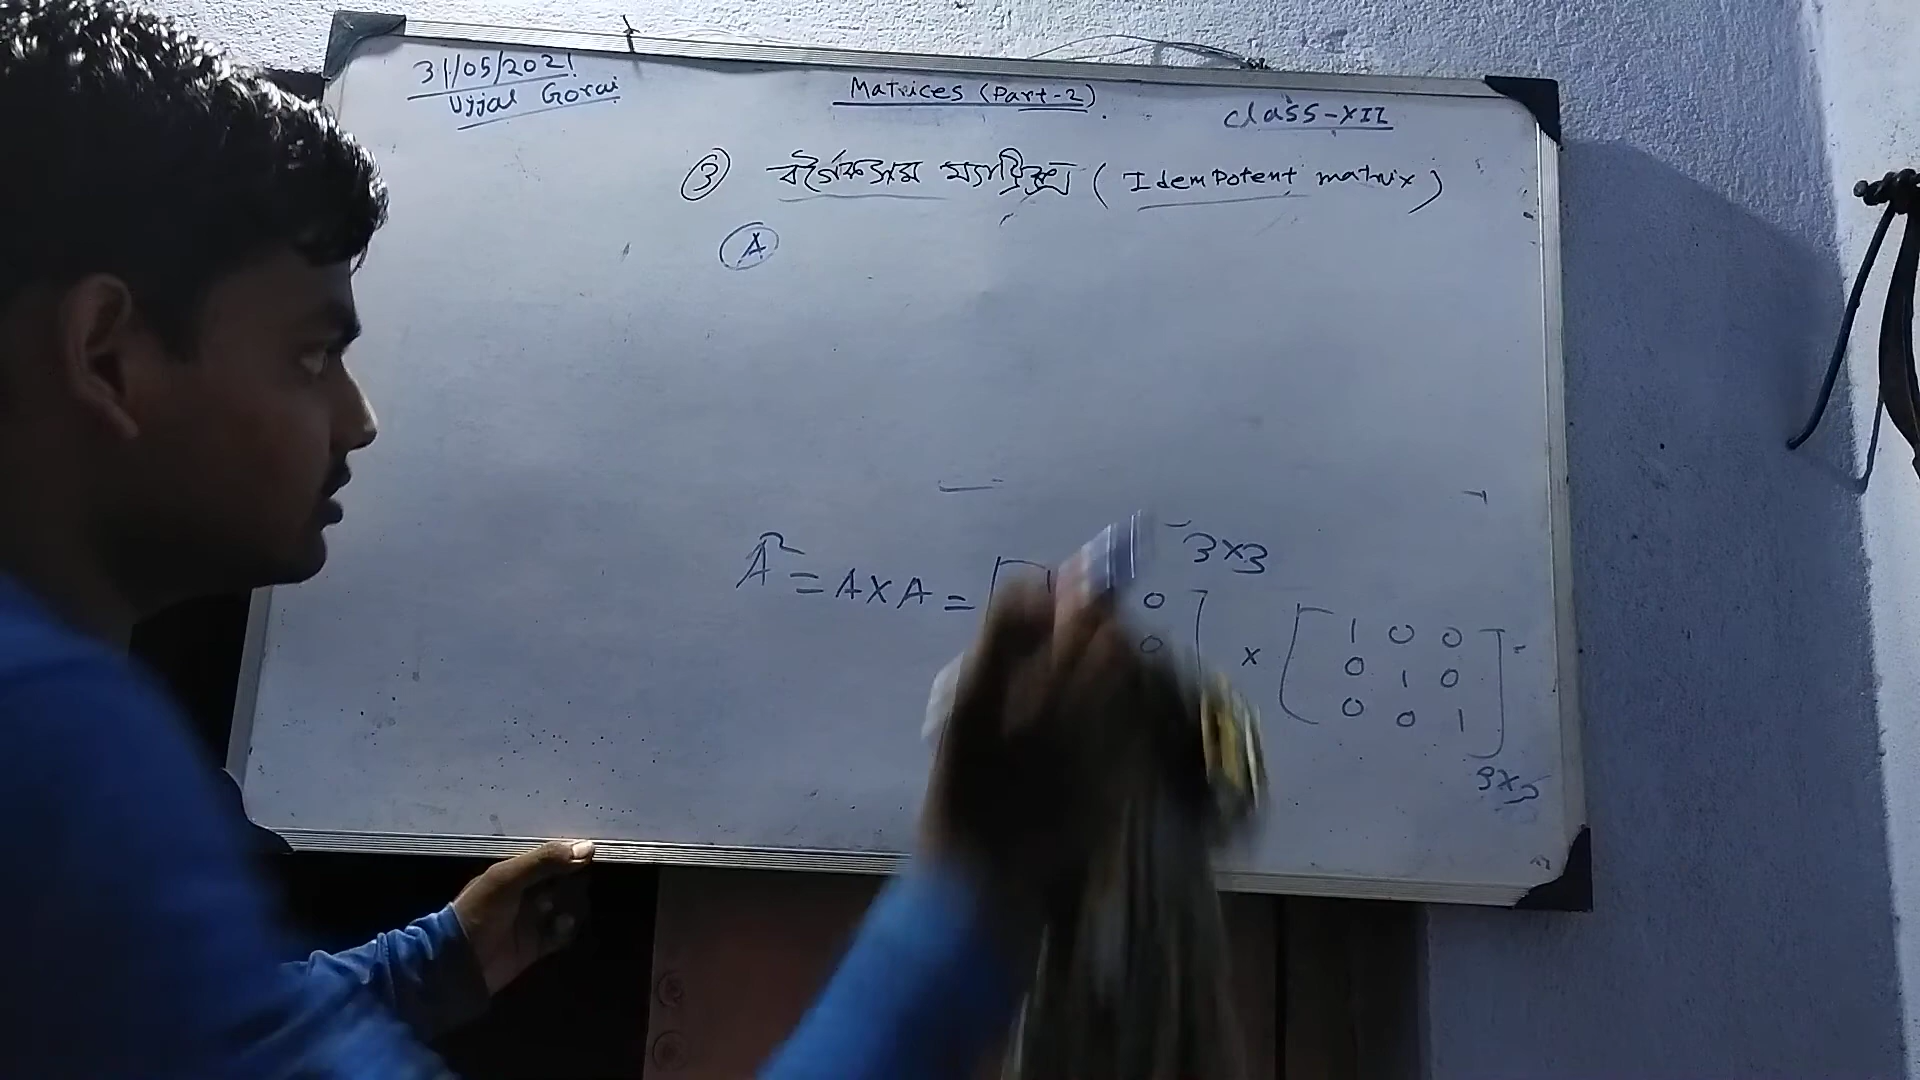 31/05/2021
Ujjal Gorai
Matrices (Part-2)
class-XII
③ বর্গৈকসম ম্যাট্রিক্স (Idempotent matrix)
Ⓐ
3×3
A² = A×A = [ 0
0 ] × [ 1 0 0
0 1 0
0 0 1 ]
3×3